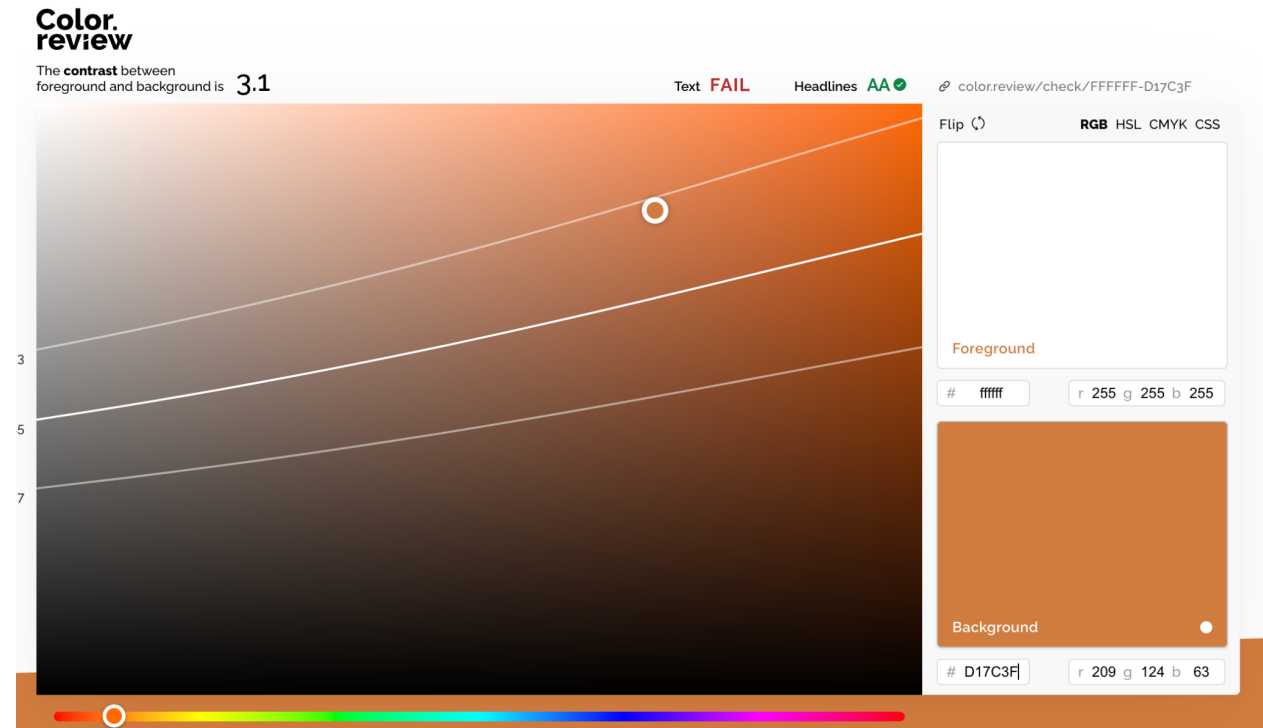 Color.
review
The contrast between
foreground and background is 3.1
Text FAIL
Headlines AA
color.review/check/FFFFFF-D17C3F
Flip
RGB HSL CMYK CSS
3
5
7
Foreground
# ffffff
r 255 g 255 b 255
Background
# D17C3F
r 209 g 124 b 63